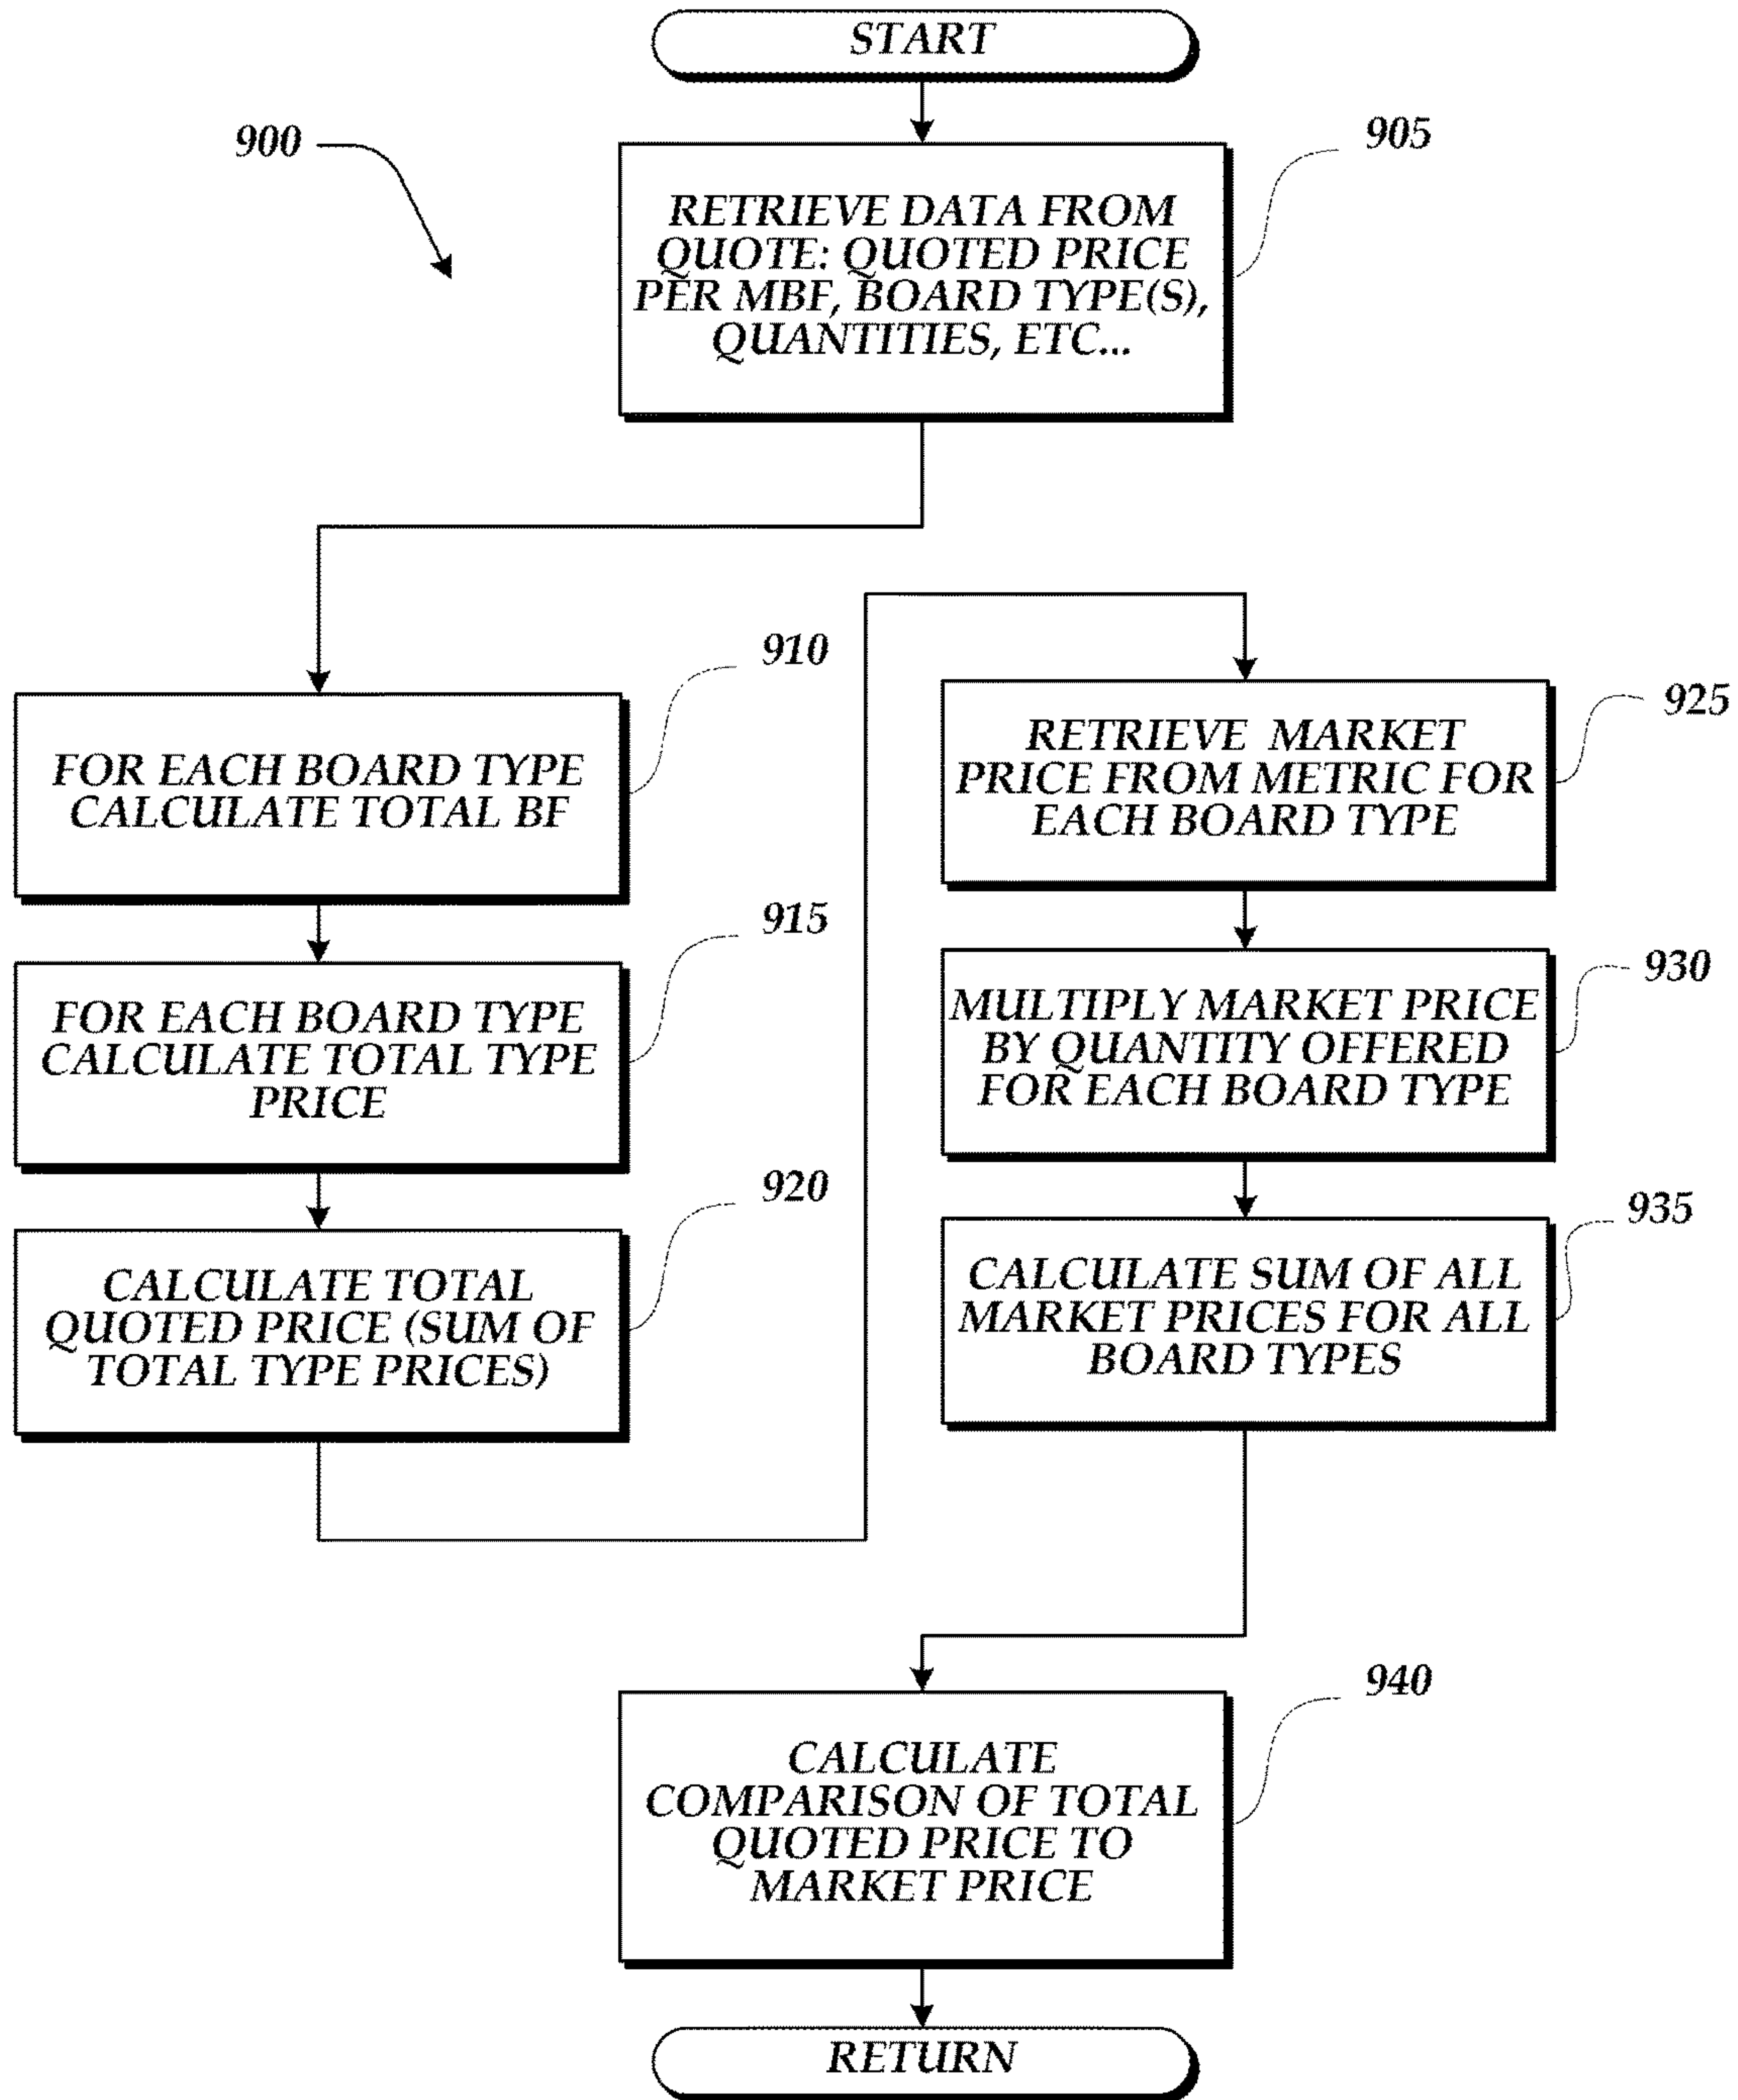 START
900
905
RETRIEVE DATA FROM
QUOTE: QUOTED PRICE
PER MBF, BOARD TYPE(S),
QUANTITIES, ETC...
910
FOR EACH BOARD TYPE
CALCULATE TOTAL BF
915
FOR EACH BOARD TYPE
CALCULATE TOTAL TYPE
PRICE
920
CALCULATE TOTAL
QUOTED PRICE (SUM OF
TOTAL TYPE PRICES)
925
RETRIEVE MARKET
PRICE FROM METRIC FOR
EACH BOARD TYPE
930
MULTIPLY MARKET PRICE
BY QUANTITY OFFERED
FOR EACH BOARD TYPE
935
CALCULATE SUM OF ALL
MARKET PRICES FOR ALL
BOARD TYPES
940
CALCULATE
COMPARISON OF TOTAL
QUOTED PRICE TO
MARKET PRICE
RETURN